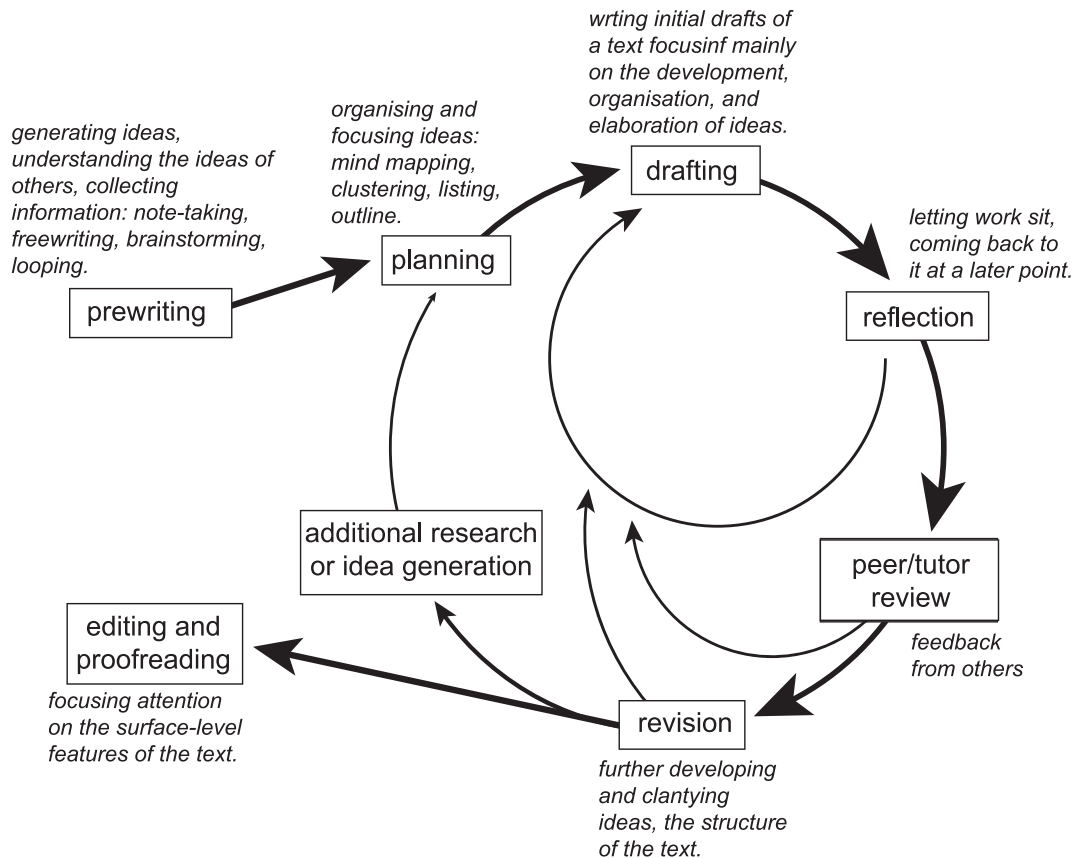 generating ideas,
understanding the ideas of
others, collecting
information: note-taking,
freewriting, brainstorming,
looping.
prewriting
organising and
focusing ideas:
mind mapping,
clustering, listing,
outline.
planning
wrting initial drafts of
a text focusinf mainly
on the development,
organisation, and
elaboration of ideas.
drafting
letting work sit,
coming back to
it at a later point.
reflection
peer/tutor
review
feedback
from others
revision
further developing
and clantying
ideas, the structure
of the text.
additional research
or idea generation
editing and
proofreading
focusing attention
on the surface-level
features of the text.